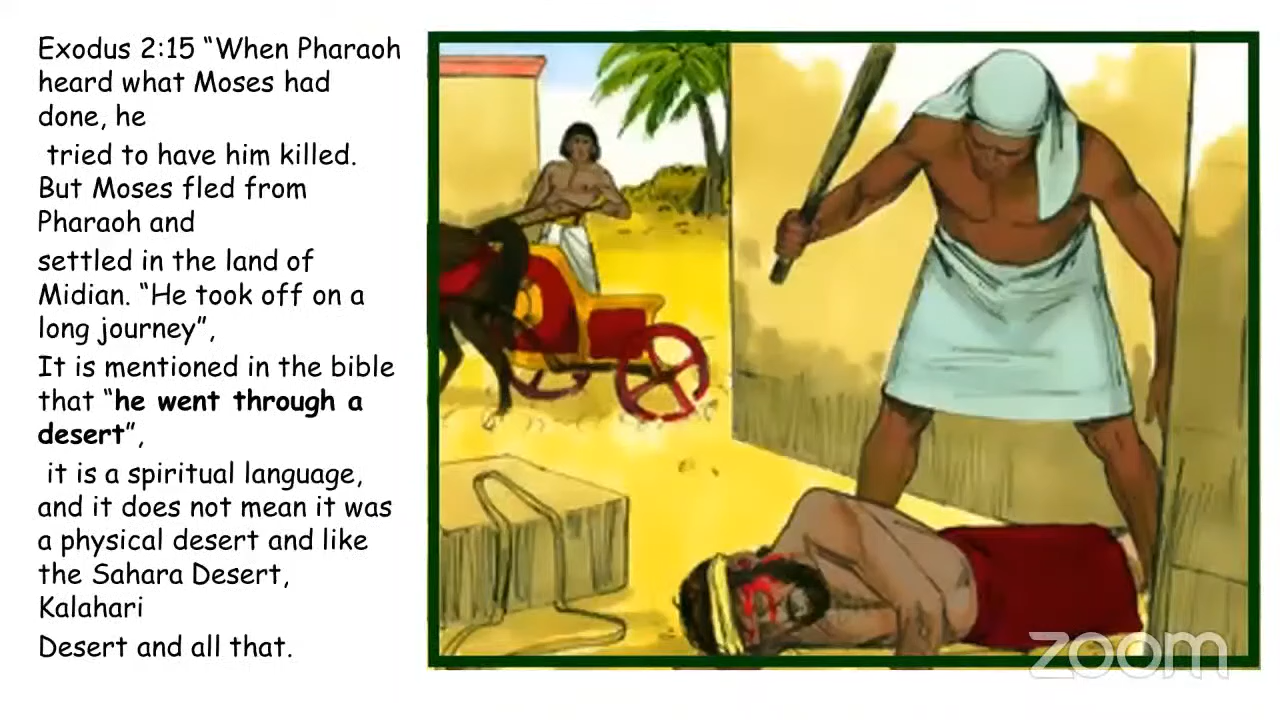 Exodus 2:15 “When Pharaoh
heard what Moses had
done, he
tried to have him killed.
But Moses fled from
Pharaoh and
settled in the land of
Midian. “He took off on a
long journey”,
It is mentioned in the bible
that “he went through a
desert”,
it is a spiritual language,
and it does not mean it was
a physical desert and like
the Sahara Desert,
Kalahari
Desert and all that.
zoom